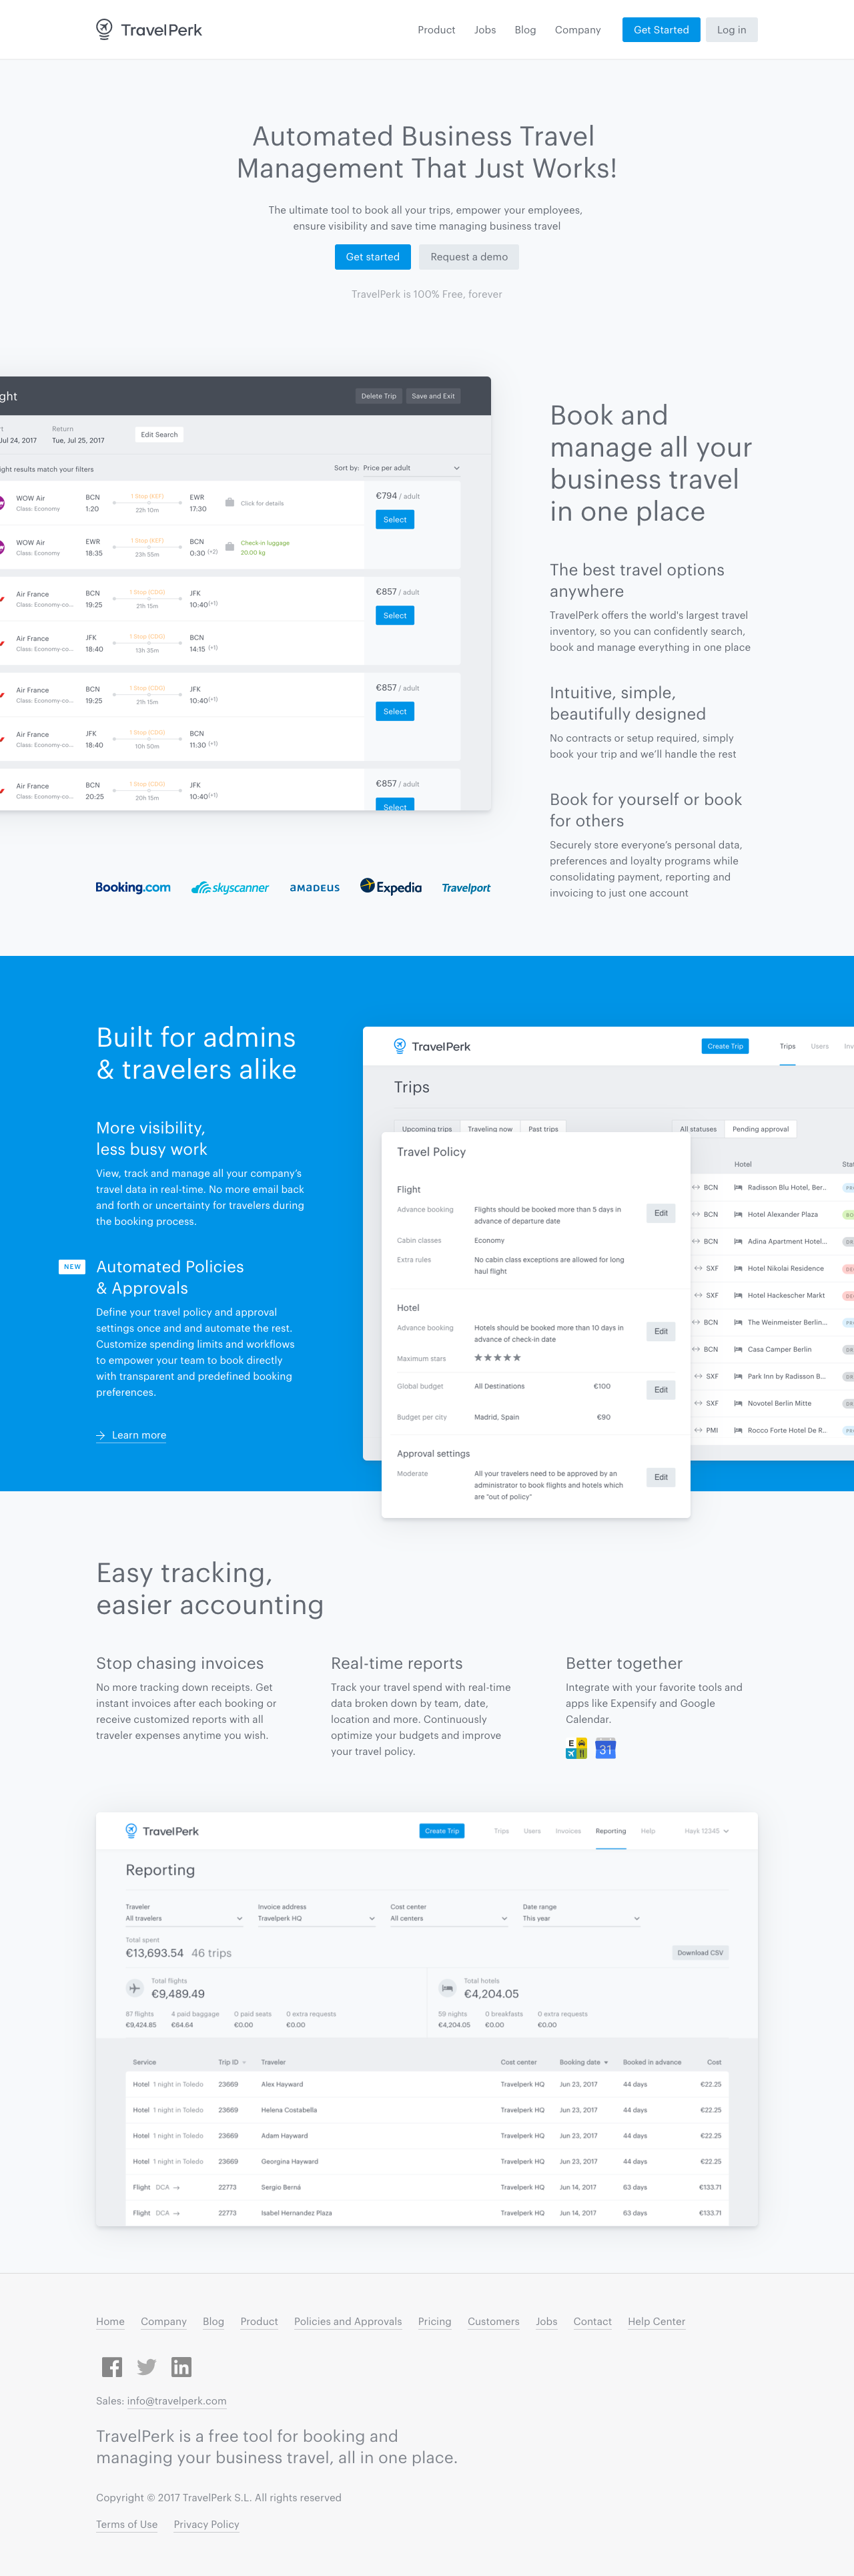 TravelPerk
Product Jobs Blog Company Get Started Log in
Automated Business Travel
Management That Just Works!
The ultimate tool to book all your trips, empower your employees,
ensure visibility and save time managing business travel
Get started Request a demo
TravelPerk is 100% Free, forever
ght
Delete Trip Save and Exit
rt Return
Jul 24, 2017 Tue, Jul 25, 2017 Edit Search
ght results match your filters Sort by: Price per adult
WOW Air BCN 1 Stop (KEF) EWR Click for details €794 / adult
Class: Economy 1:20 22h 10m 17:30
Select
WOW Air EWR 1 Stop (KEF) BCN Check-in luggage
Class: Economy 18:35 23h 55m 0:30 (+2) 20.00 kg
Air France BCN 1 Stop (CDG) JFK €857 / adult
Class: Economy-co... 19:25 21h 15m 10:40(+1)
Select
Air France JFK 1 Stop (CDG) BCN
Class: Economy-co... 18:40 13h 35m 14:15 (+1)
Air France BCN 1 Stop (CDG) JFK €857 / adult
Class: Economy-co... 19:25 21h 15m 10:40(+1)
Select
Air France JFK 1 Stop (CDG) BCN
Class: Economy-co... 18:40 10h 50m 11:30 (+1)
Air France BCN 1 Stop (CDG) JFK €857 / adult
Class: Economy-co... 20:25 20h 15m 10:40(+1)
Select
Booking.com skyscanner amadeus Expedia Travelport
Book and
manage all your
business travel
in one place
The best travel options
anywhere
TravelPerk offers the world's largest travel
inventory, so you can confidently search,
book and manage everything in one place
Intuitive, simple,
beautifully designed
No contracts or setup required, simply
book your trip and we’ll handle the rest
Book for yourself or book
for others
Securely store everyone’s personal data,
preferences and loyalty programs while
consolidating payment, reporting and
invoicing to just one account
Built for admins
& travelers alike
More visibility,
less busy work
View, track and manage all your company’s
travel data in real-time. No more email back
and forth or uncertainty for travelers during
the booking process.
NEW
Automated Policies
& Approvals
Define your travel policy and approval
settings once and and automate the rest.
Customize spending limits and workflows
to empower your team to book directly
with transparent and predefined booking
preferences.
→ Learn more
TravelPerk Create Trip Trips Users Inv
Trips
Upcoming trips Traveling now Past trips All statuses Pending approval
Hotel Stat
BCN Radisson Blu Hotel, Ber...
BCN Hotel Alexander Plaza
BCN Adina Apartment Hotel...
SXF Hotel Nikolai Residence
SXF Hotel Hackescher Markt
BCN The Weinmeister Berlin...
BCN Casa Camper Berlin
SXF Park Inn by Radisson B...
SXF Novotel Berlin Mitte
PMI Rocco Forte Hotel De R...
Travel Policy
Flight
Advance booking Flights should be booked more than 5 days in
advance of departure date
Edit
Cabin classes Economy
Extra rules No cabin class exceptions are allowed for long
haul flight
Hotel
Advance booking Hotels should be booked more than 10 days in
advance of check-in date
Edit
Maximum stars ★★★★★
Global budget All Destinations €100 Edit
Budget per city Madrid, Spain €90
Approval settings
Moderate All your travelers need to be approved by an
administrator to book flights and hotels which
are "out of policy"
Edit
Easy tracking,
easier accounting
Stop chasing invoices
No more tracking down receipts. Get
instant invoices after each booking or
receive customized reports with all
traveler expenses anytime you wish.
Real-time reports
Track your travel spend with real-time
data broken down by team, date,
location and more. Continuously
optimize your budgets and improve
your travel policy.
Better together
Integrate with your favorite tools and
apps like Expensify and Google
Calendar.
E 31
TravelPerk Create Trip Trips Users Invoices Reporting Help Hayk 12345
Reporting
Traveler Invoice address Cost center Date range
All travelers Travelperk HQ All centers This year
Total spent
€13,693.54 46 trips Download CSV
Total flights Total hotels
€9,489.49 €4,204.05
87 flights 4 paid baggage 0 paid seats 0 extra requests 59 nights 0 breakfasts 0 extra requests
€9,424.85 €64.64 €0.00 €0.00 €4,204.05 €0.00 €0.00
Service Trip ID Traveler Cost center Booking date Booked in advance Cost
Hotel 1 night in Toledo 23669 Alex Hayward Travelperk HQ Jun 23, 2017 44 days €22.25
Hotel 1 night in Toledo 23669 Helena Costabella Travelperk HQ Jun 23, 2017 44 days €22.25
Hotel 1 night in Toledo 23669 Adam Hayward Travelperk HQ Jun 23, 2017 44 days €22.25
Hotel 1 night in Toledo 23669 Georgina Hayward Travelperk HQ Jun 23, 2017 44 days €22.25
Flight DCA → 22773 Sergio Berná Travelperk HQ Jun 14, 2017 63 days €133.71
Flight DCA → 22773 Isabel Hernandez Plaza Travelperk HQ Jun 14, 2017 63 days €133.71
Home Company Blog Product Policies and Approvals Pricing Customers Jobs Contact Help Center
Sales: info@travelperk.com
TravelPerk is a free tool for booking and
managing your business travel, all in one place.
Copyright © 2017 TravelPerk S.L. All rights reserved
Terms of Use Privacy Policy